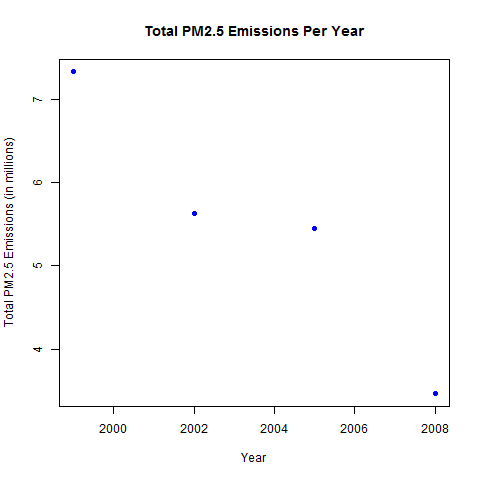 Total PM2.5 Emissions Per Year
Total PM2.5 Emissions (in millions)
7
6
5
4
2000 2002 2004 2006 2008
Year